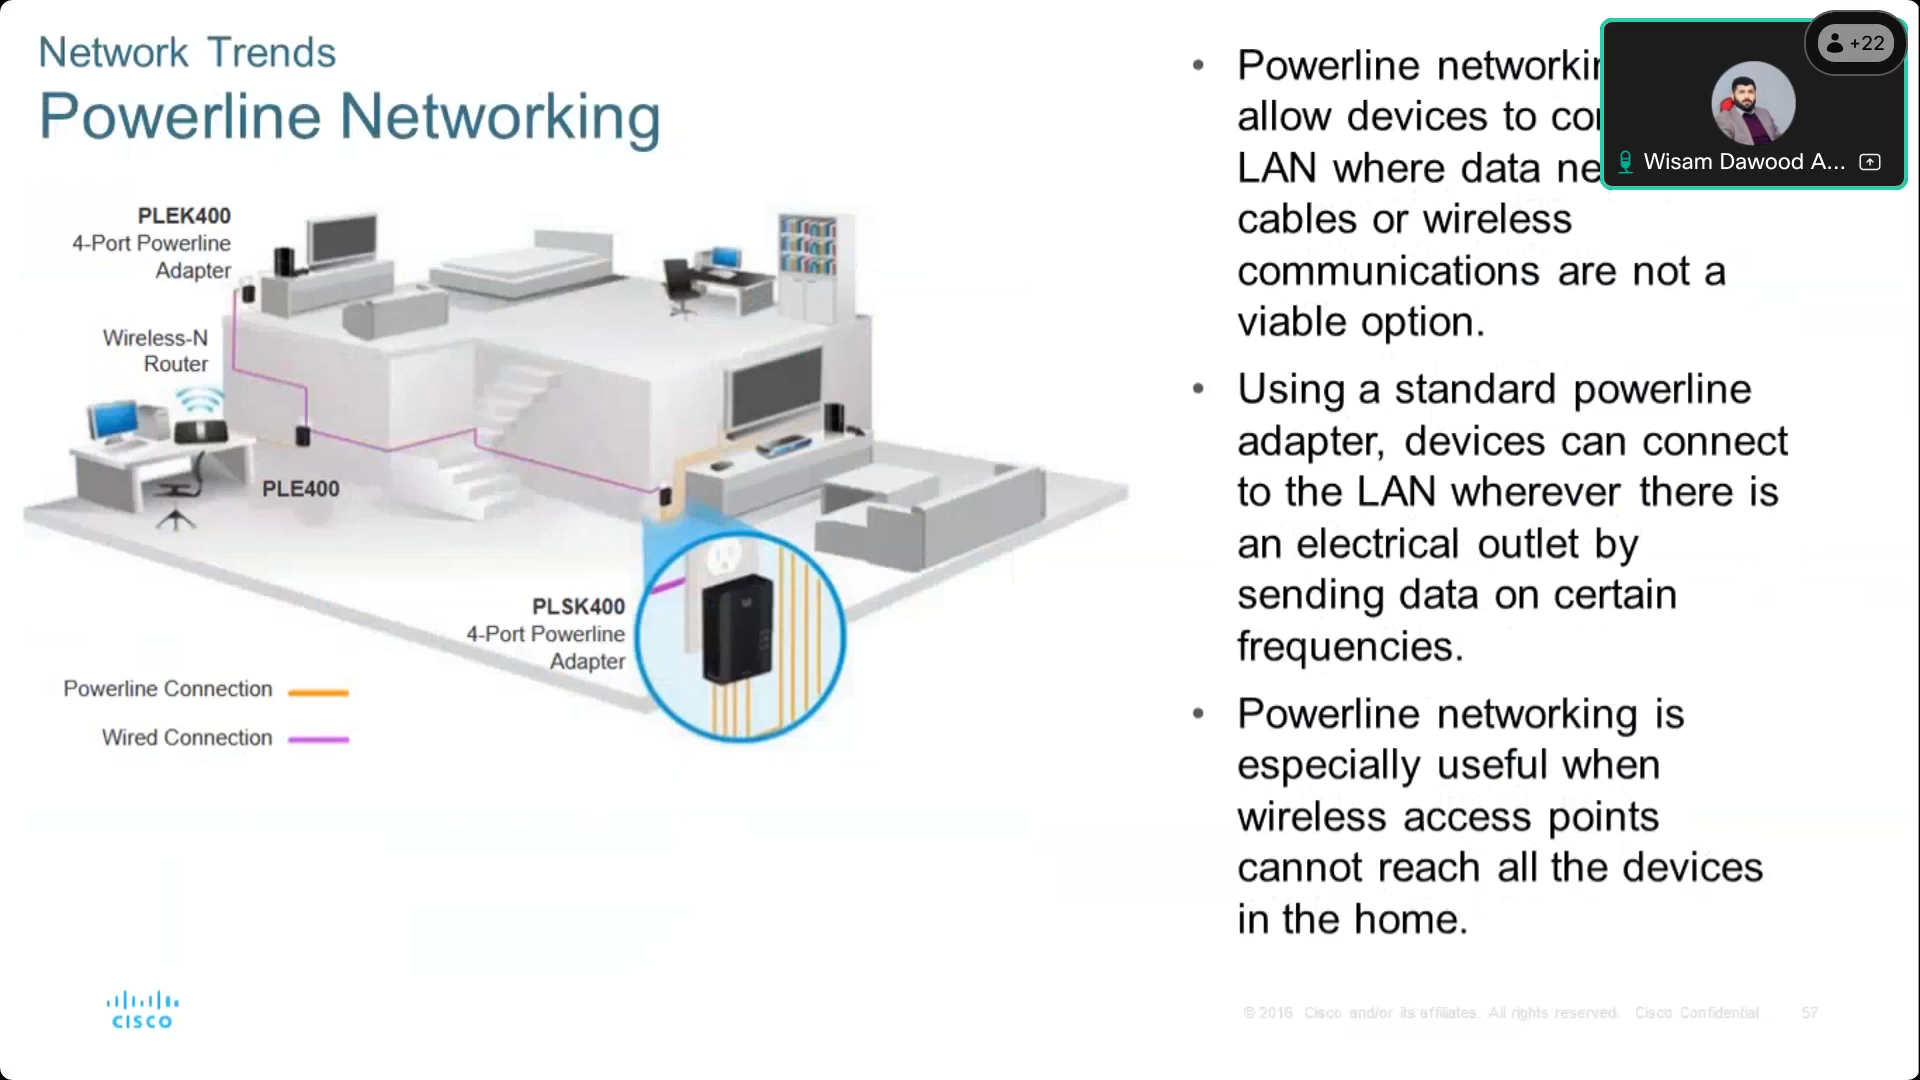 Network Trends
Powerline Networking
PLEK400
4-Port Powerline
Adapter
Wireless-N
Router
PLE400
PLSK400
4-Port Powerline
Adapter
Powerline Connection
Wired Connection
• Powerline
allow devices to
LAN where data
cables or wireless
communications are not a
viable option.
• Using a standard powerline
adapter, devices can connect
to the LAN wherever there is
an electrical outlet by
sending data on certain
frequencies.
• Powerline networking is
especially useful when
wireless access points
cannot reach all the devices
in the home.
+22
Wisam Dawood A...
CISCO
© 2016 Cisco and/or its affiliates. All rights reserved. Cisco Confidential 57